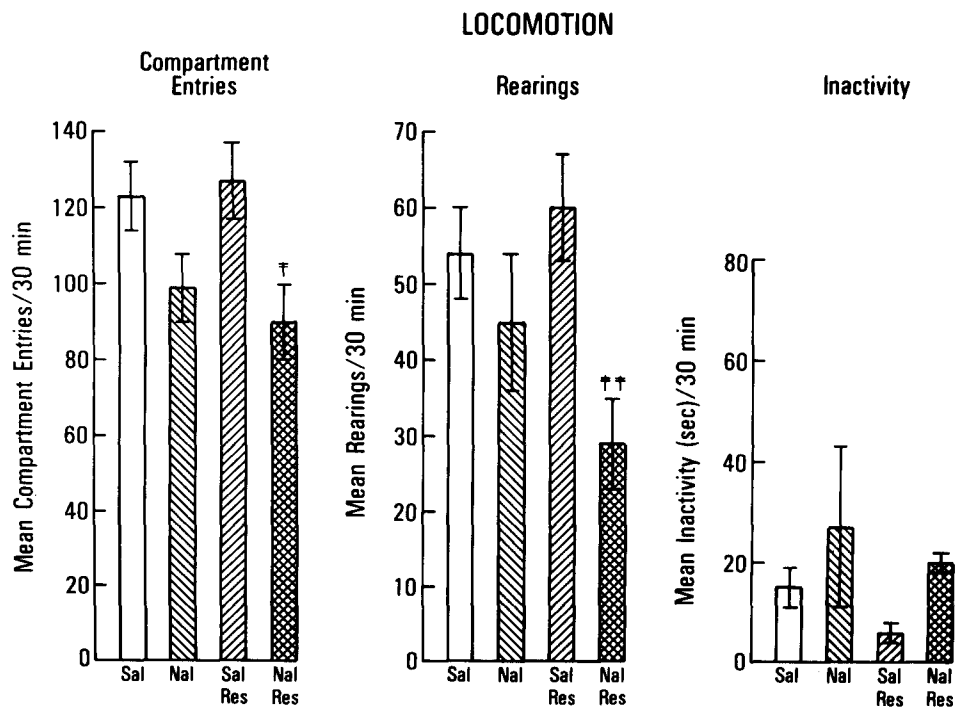 LOCOMOTION
Compartment
Entries
Mean Compartment Entries/30 min
140
120
100
80
60
40
20
0
‡
Sal
Nal
Sal
Res
Nal
Res
Rearings
Mean Rearings/30 min
70
60
50
40
30
20
10
0
‡‡
Sal
Nal
Sal
Res
Nal
Res
Inactivity
Mean Inactivity (sec)/30 min
80
60
40
20
0
Sal
Nal
Sal
Res
Nal
Res